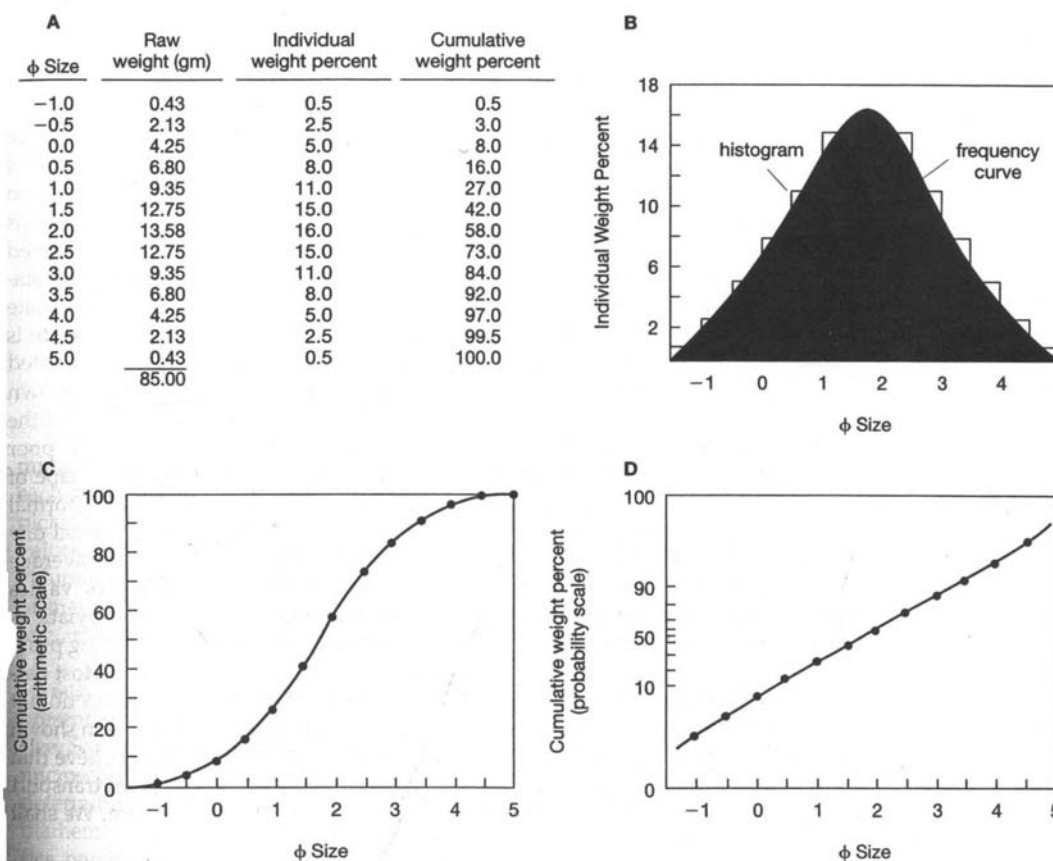 A
φ Size Raw weight (gm) Individual weight percent Cumulative weight percent
−1.0 0.43 0.5 0.5
−0.5 2.13 2.5 3.0
0.0 4.25 5.0 8.0
0.5 6.80 8.0 16.0
1.0 9.35 11.0 27.0
1.5 12.75 15.0 42.0
2.0 13.58 16.0 58.0
2.5 12.75 15.0 73.0
3.0 9.35 11.0 84.0
3.5 6.80 8.0 92.0
4.0 4.25 5.0 97.0
4.5 2.13 2.5 99.5
5.0 0.43 0.5 100.0
85.00
B
Individual Weight Percent
18
14
10
6
2
histogram
frequency
curve
−1 0 1 2 3 4
φ Size
C
Cumulative weight percent
(arithmetic scale)
100
80
60
40
20
0
−1 0 1 2 3 4 5
φ Size
D
Cumulative weight percent
(probability scale)
100
90
50
10
0
−1 0 1 2 3 4 5
φ Size